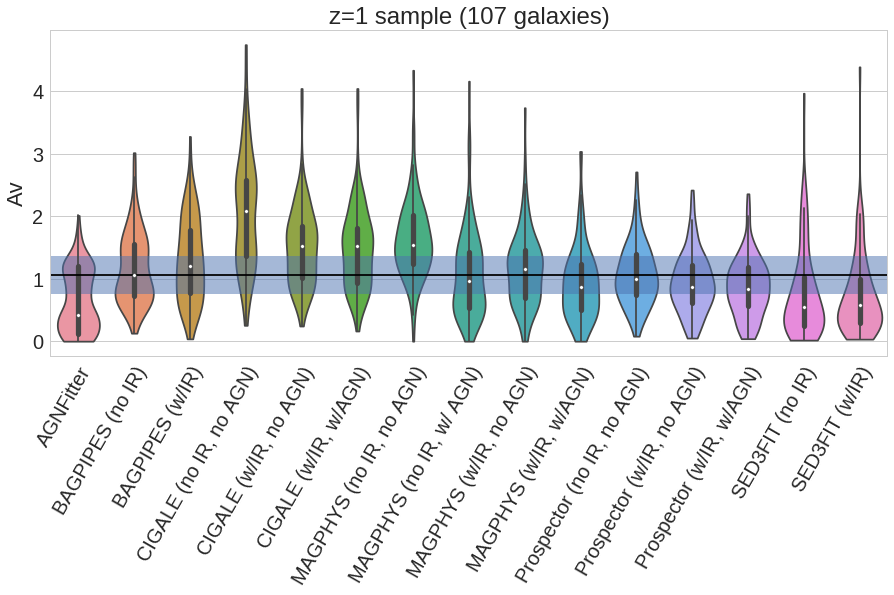 z=1 sample (107 galaxies)
Av
4
3
2
1
0
AGNFitter
BAGPIPES (no IR)
BAGPIPES (w/IR)
CIGALE (no IR, no AGN)
CIGALE (w/IR, no AGN)
CIGALE (w/IR, w/AGN)
MAGPHYS (no IR, no AGN)
MAGPHYS (no IR, w/ AGN)
MAGPHYS (w/IR, no AGN)
MAGPHYS (w/IR, w/AGN)
Prospector (no IR, no AGN)
Prospector (w/IR, no AGN)
Prospector (w/IR, w/AGN)
SED3FIT (no IR)
SED3FIT (w/IR)